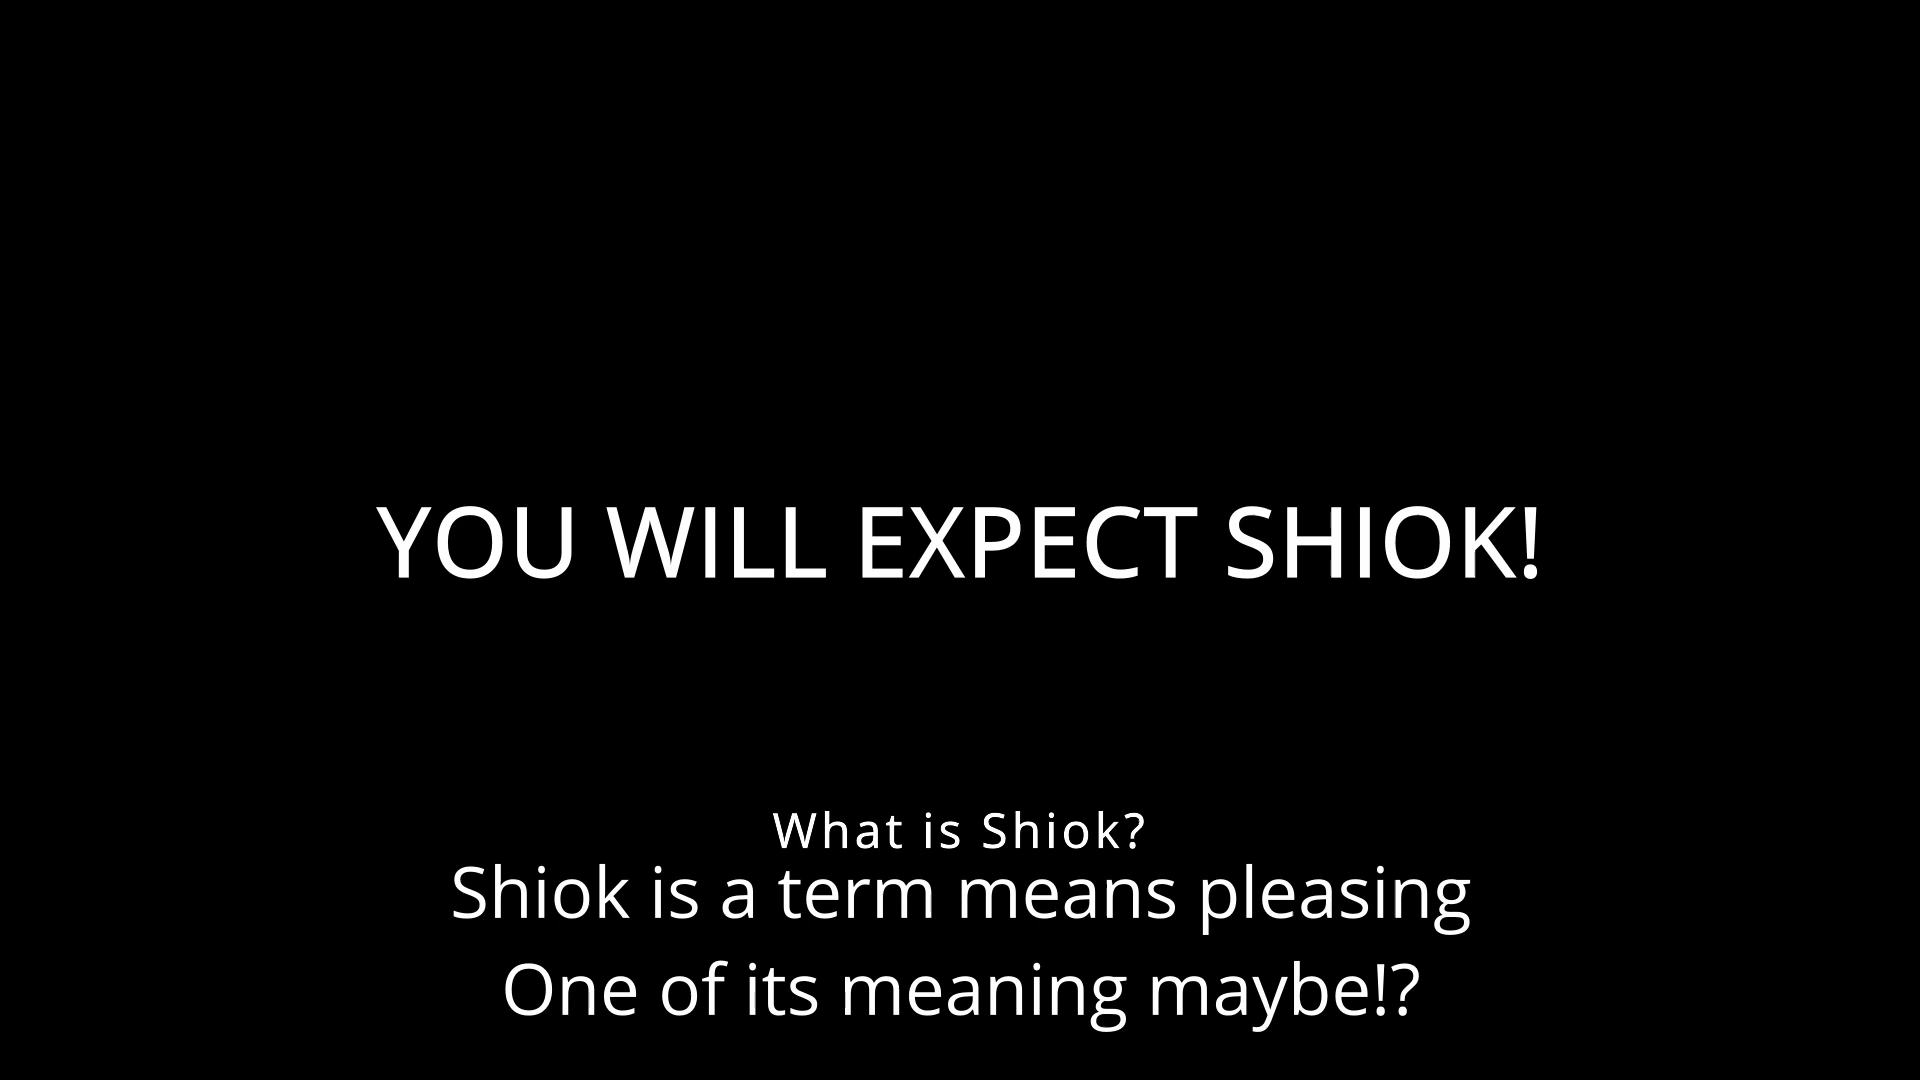 YOU WILL EXPECT SHIOK!
What is Shiok?
Shiok is a term means pleasing
One of its meaning maybe!?